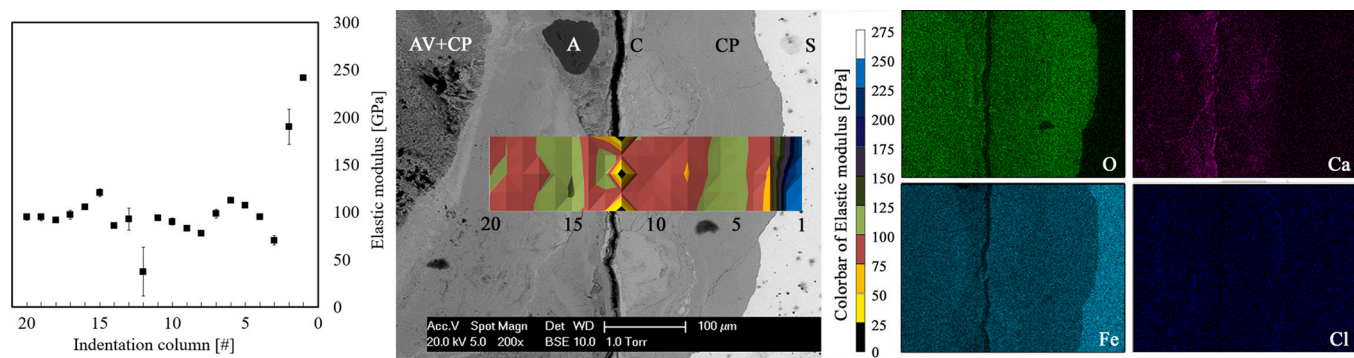 300
250
200
150
100
50
0
Elastic modulus [GPa]
20 15 10 5 0
Indentation column [#]
AV+CP A C CP S
20 15 10 5 1
Acc.V Spot Magn Det WD 100 μm
20.0 kV 5.0 200x BSE 10.0 1.0 Torr
Colorbar of Elastic modulus [GPa]
275
250
225
200
175
150
125
100
75
50
25
0
O
Ca
Fe
Cl